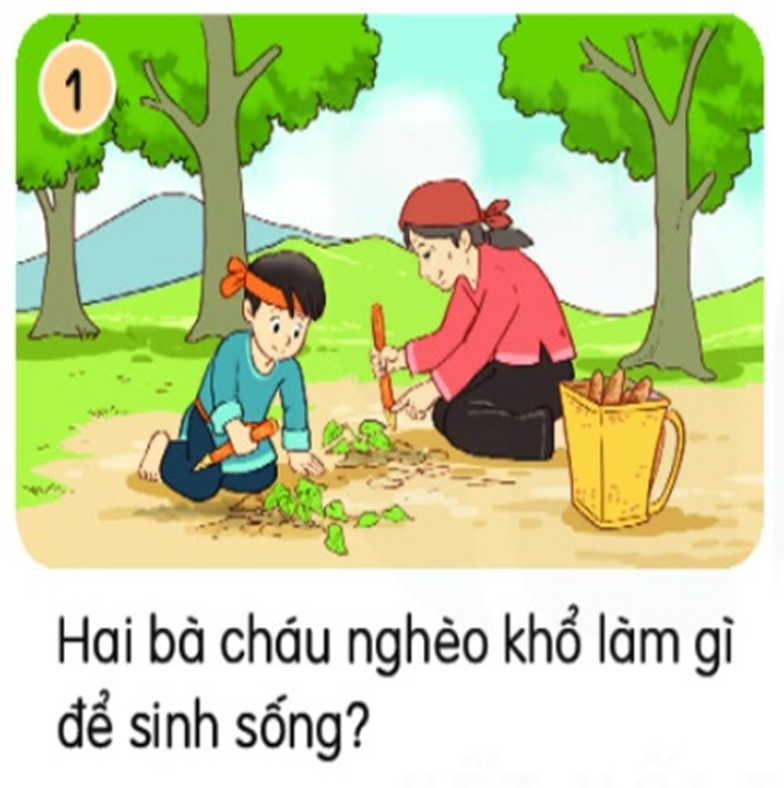 1
Hai bà cháu nghèo khổ làm gì
để sinh sống?